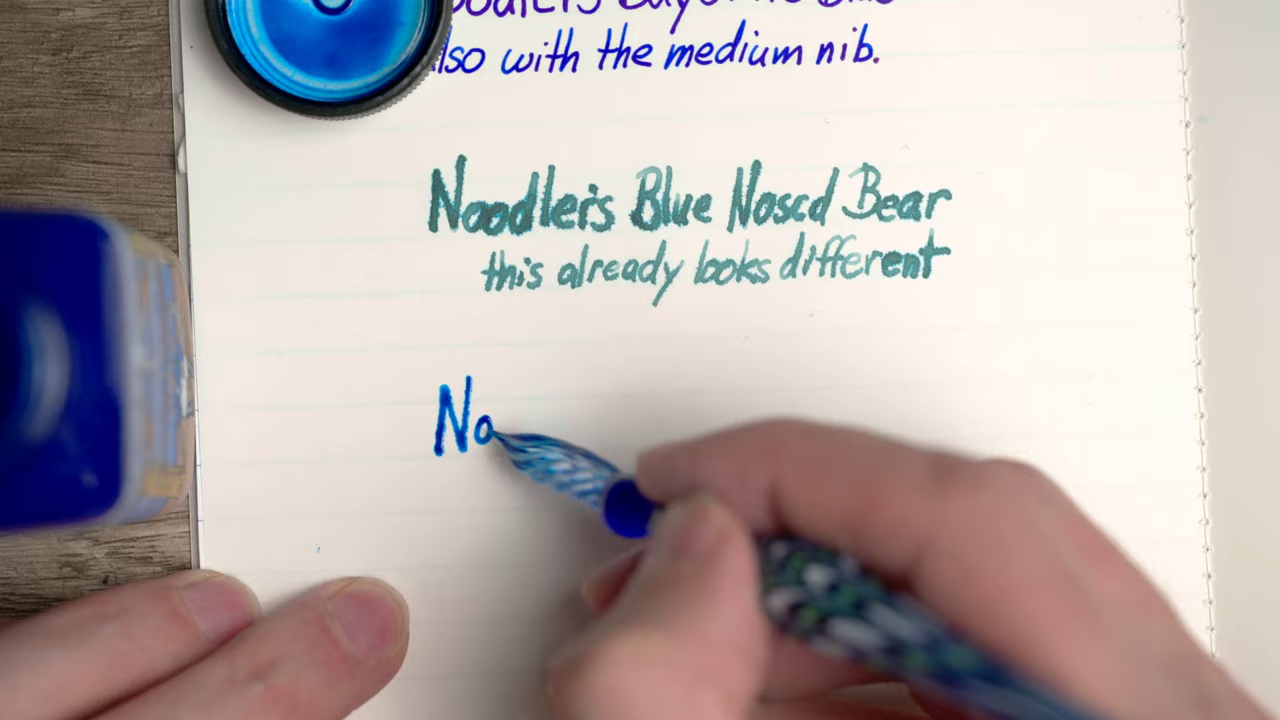 also with the medium nib.
Noodler's Blue Nosed Bear
this already looks different
No